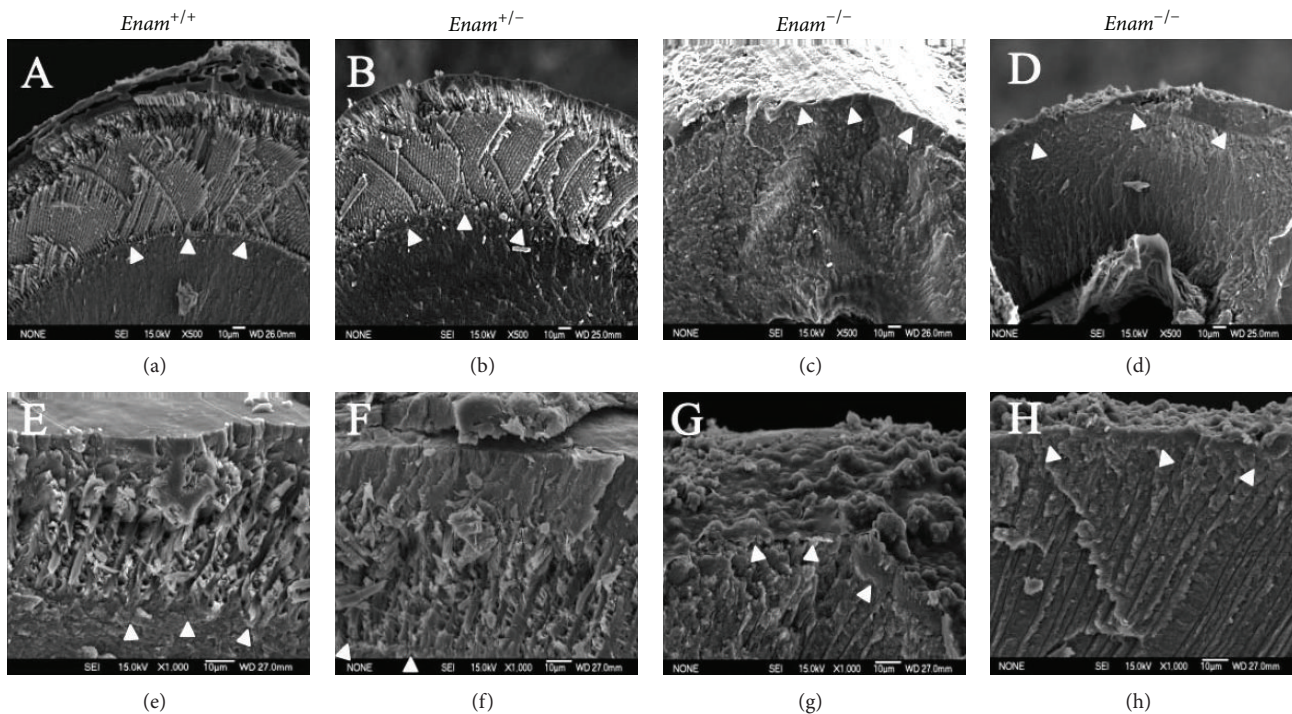 Enam+/+ Enam+/− Enam−/− Enam−/−
A B C D
NONE SEI 15.0kV X500 10μm WD 26.0mm
NONE SEI 15.0kV X500 10μm WD 25.0mm
NONE SEI 15.0kV X500 10μm WD 26.0mm
NONE SEI 15.0kV X500 10μm WD 25.0mm
(a) (b) (c) (d)
E F G H
SEI 15.0kV X1,000 10μm WD 27.0mm
NONE SEI 15.0kV X1,000 10μm WD 27.0mm
SEI 15.0kV X1,000 10μm WD 27.0mm
NONE SEI 15.0kV X1,000 10μm WD 27.0mm
(e) (f) (g) (h)